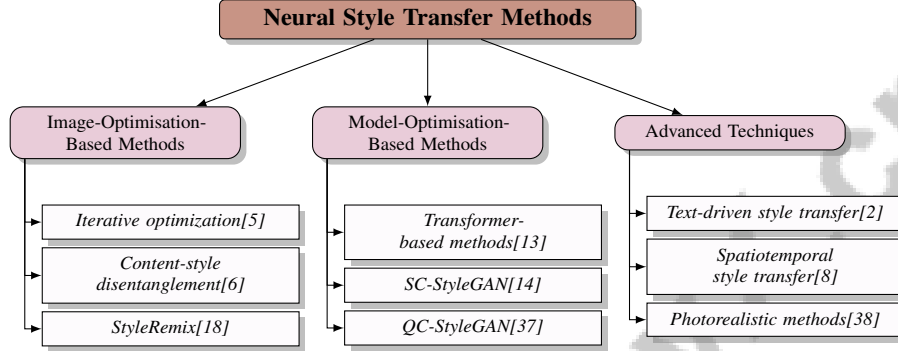 Neural Style Transfer Methods
Image-Optimisation-
Based Methods
Iterative optimization[5]
Content-style
disentanglement[6]
StyleRemix[18]
Model-Optimisation-
Based Methods
Transformer-
based methods[13]
SC-StyleGAN[14]
QC-StyleGAN[37]
Advanced Techniques
Text-driven style transfer[2]
Spatiotemporal
style transfer[8]
Photorealistic methods[38]